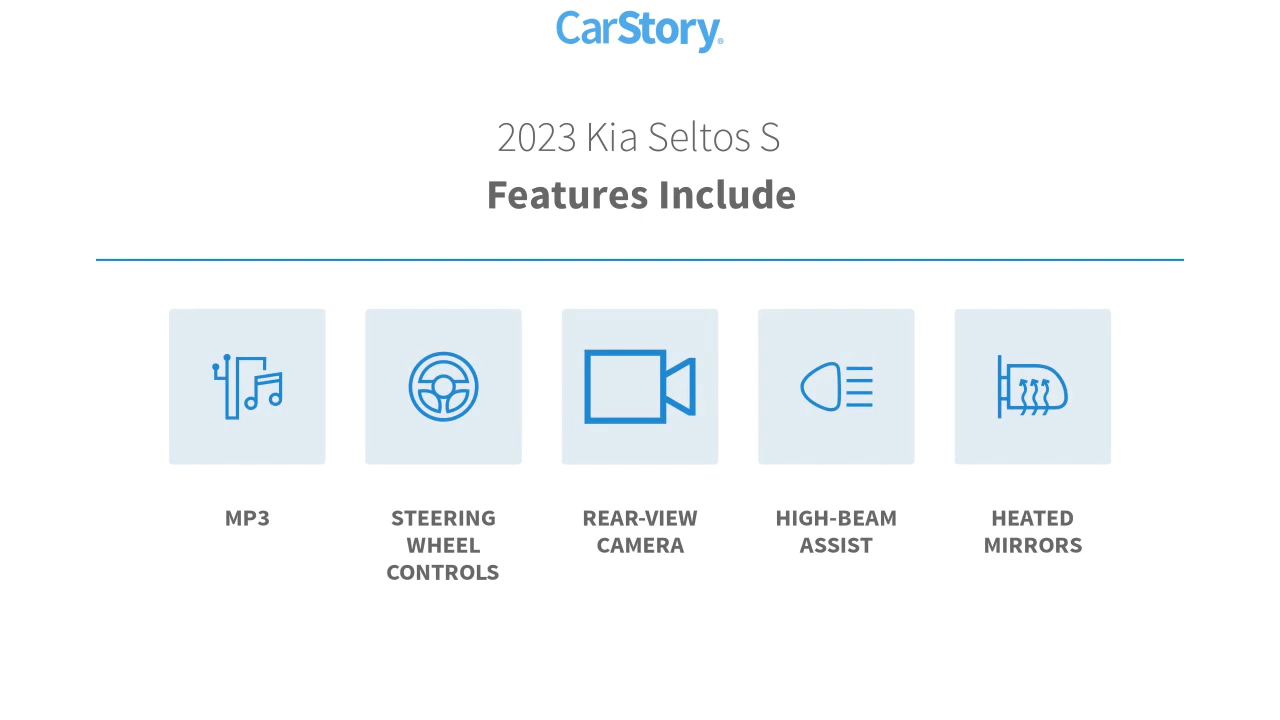 CarStory®
2023 Kia Seltos S
Features Include
MP3
STEERING
WHEEL
CONTROLS
REAR-VIEW
CAMERA
HIGH-BEAM
ASSIST
HEATED
MIRRORS